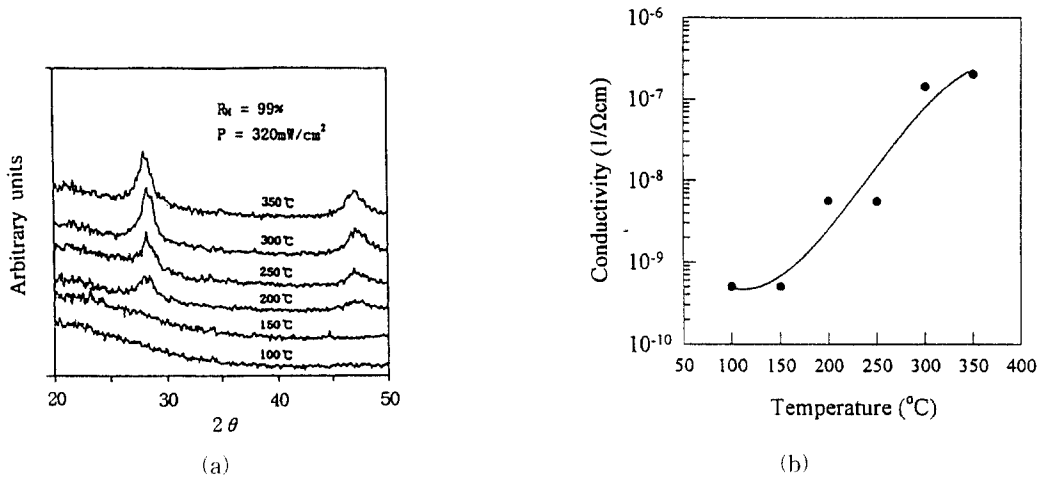 R_H = 99%
P = 320mW/cm²
350℃
300℃
250℃
200℃
150℃
100℃
Arbitrary units
20 30 40 50
2θ
(a)
10⁻⁶
10⁻⁷
10⁻⁸
10⁻⁹
10⁻¹⁰
Conductivity (1/Ωcm)
50 100 150 200 250 300 350 400
Temperature (°C)
(b)